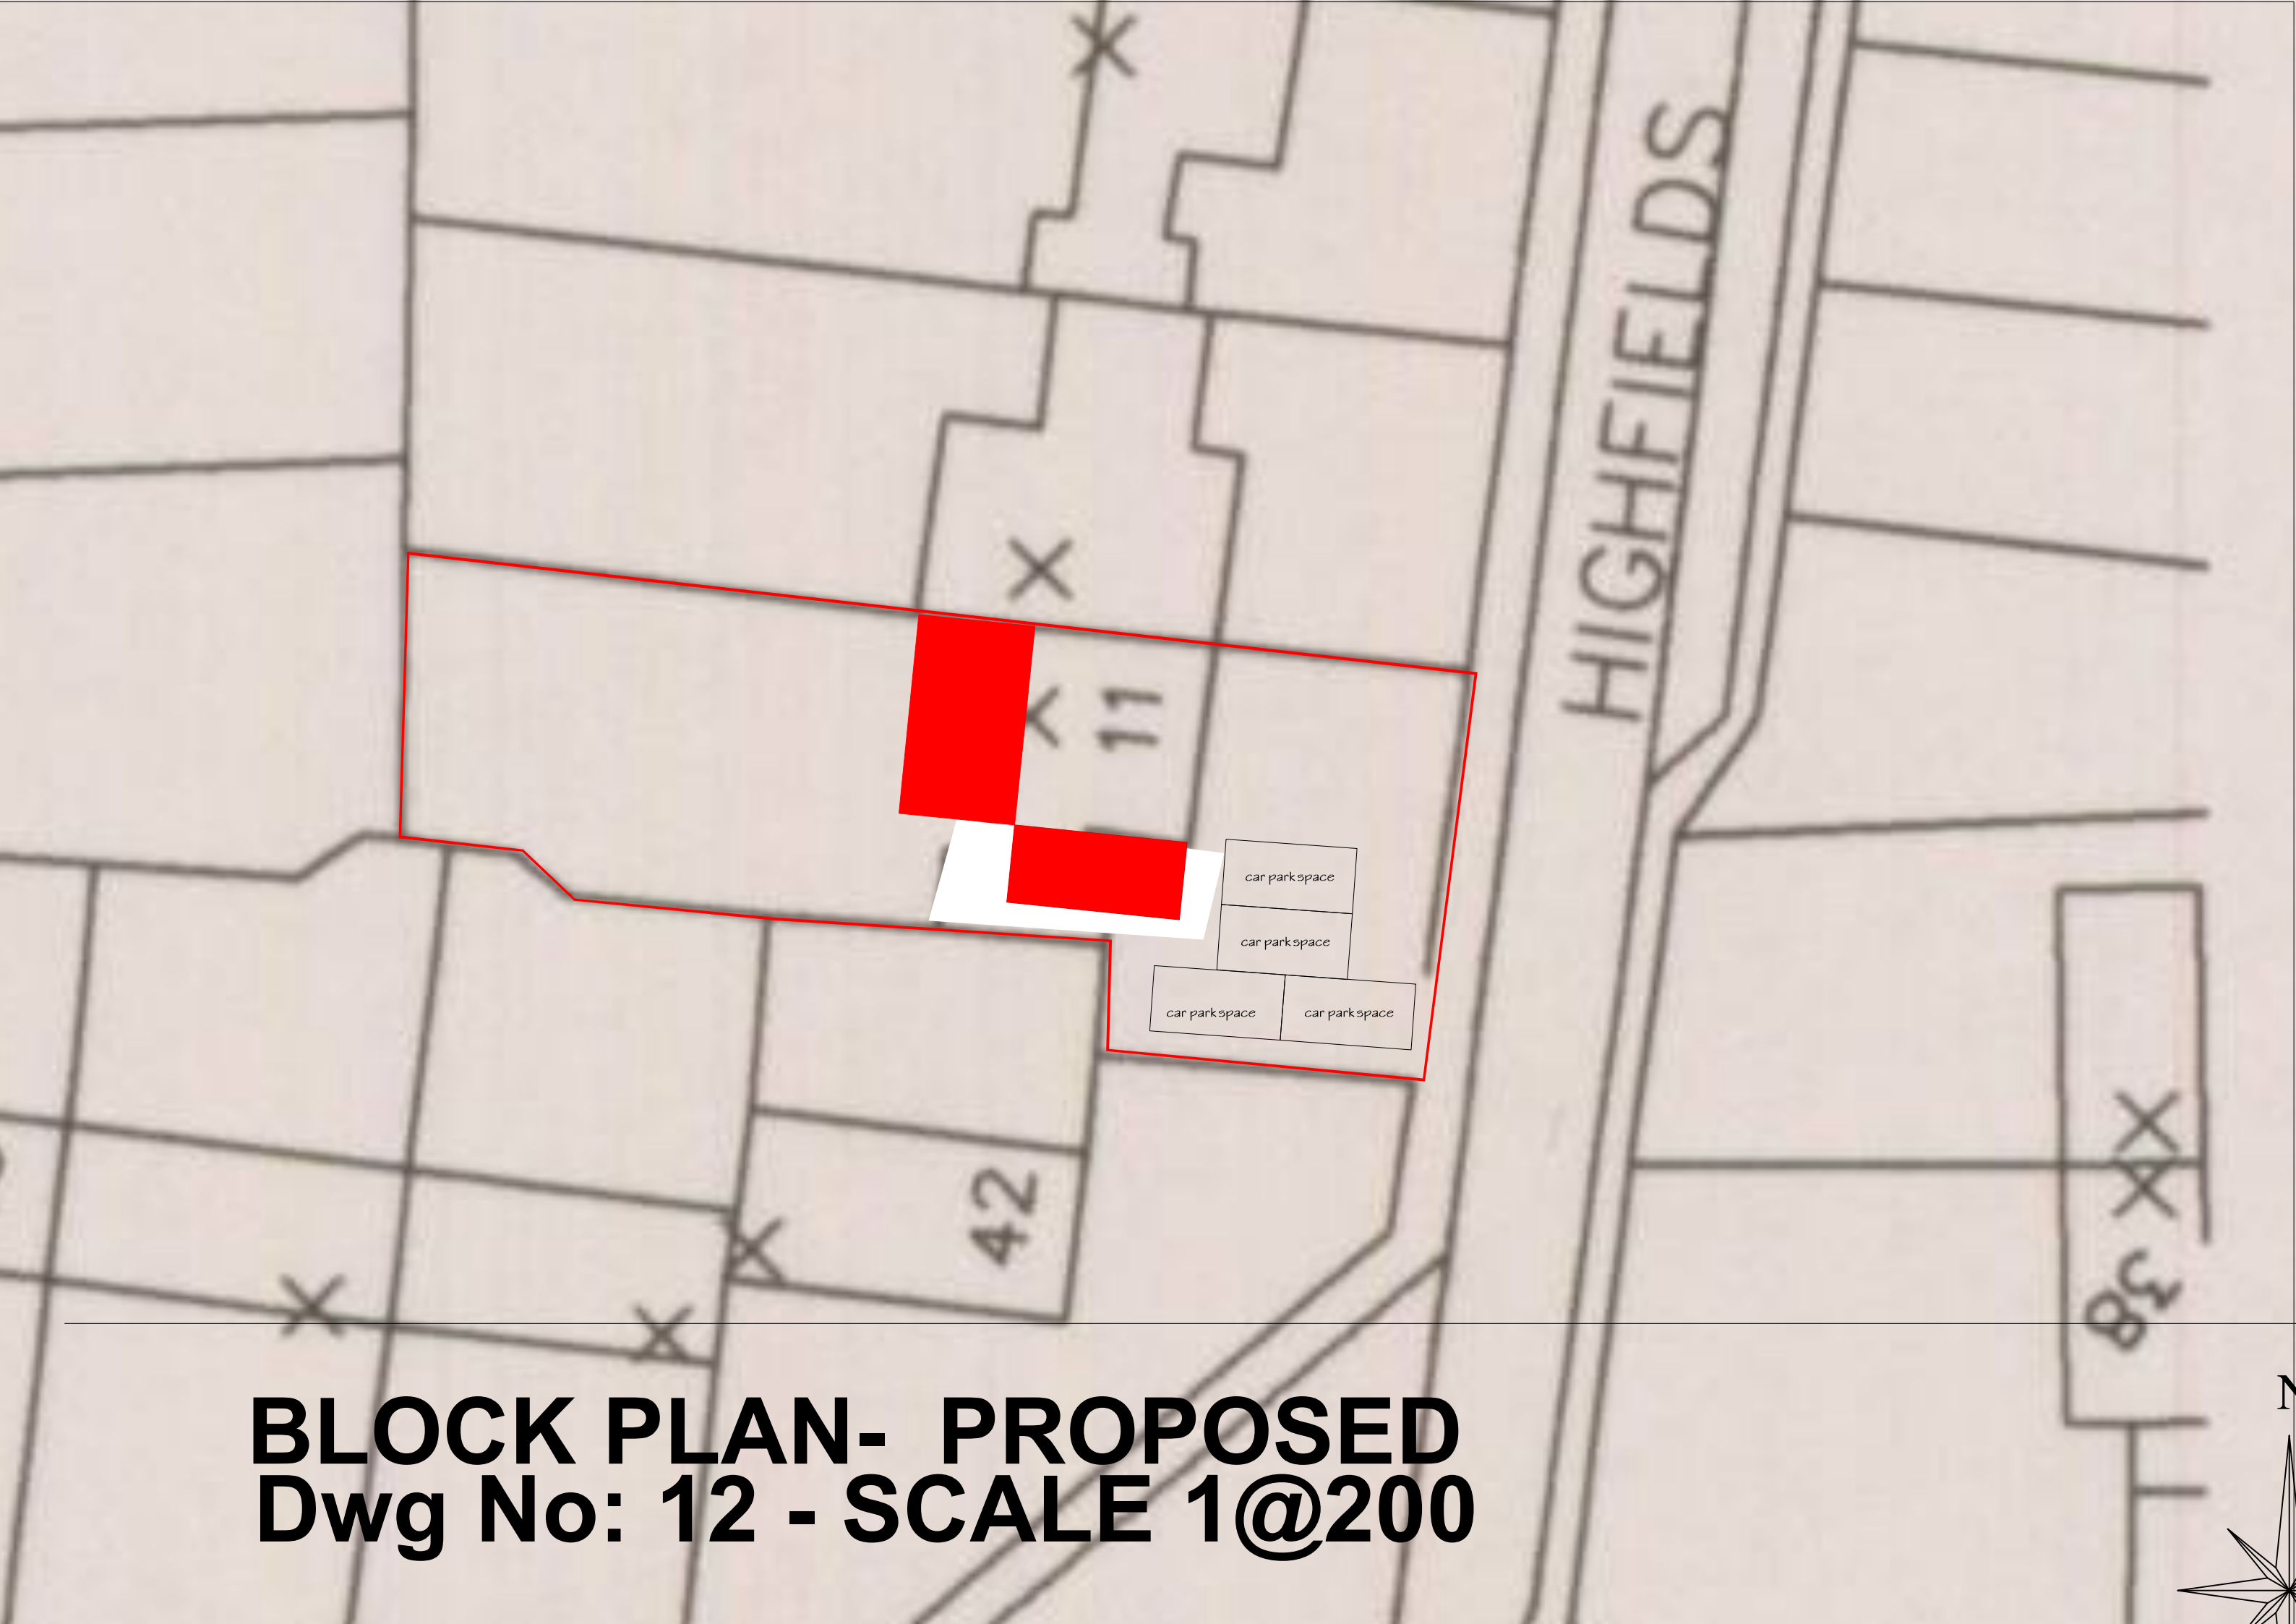 HIGHFIELDS
11
car park space
car park space
car park space car park space
42
38
N
BLOCK PLAN- PROPOSED
Dwg No: 12 - SCALE 1@200